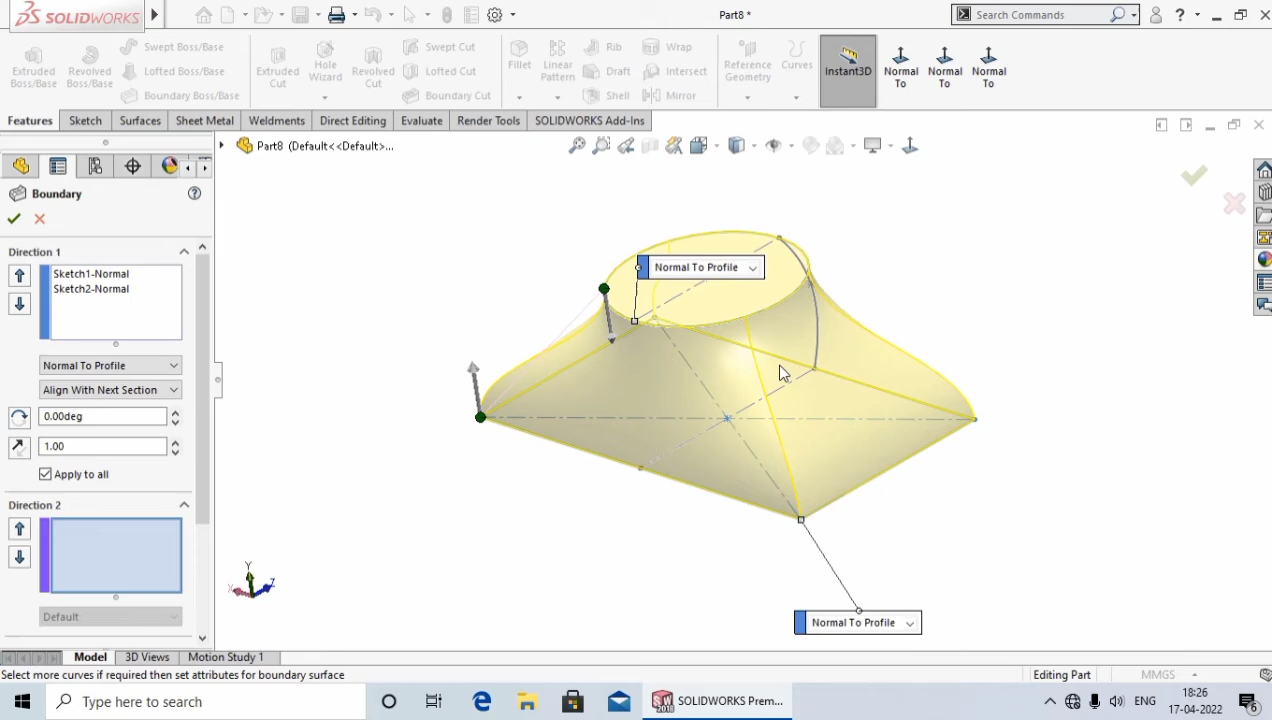 SOLIDWORKS
Part8 *
Search Commands
Extruded Boss/Base
Revolved Boss/Base
Swept Boss/Base
Lofted Boss/Base
Boundary Boss/Base
Extruded Cut
Hole Wizard
Revolved Cut
Swept Cut
Lofted Cut
Boundary Cut
Fillet
Linear Pattern
Rib
Draft
Shell
Wrap
Intersect
Mirror
Reference Geometry
Curves
Instant3D
Normal To
Normal To
Normal To
Features
Sketch
Surfaces
Sheet Metal
Weldments
Direct Editing
Evaluate
Render Tools
SOLIDWORKS Add-Ins
Part8 (Default<<Default>...
Boundary
Direction 1
Sketch1-Normal
Sketch2-Normal
Normal To Profile
Align With Next Section
0.00deg
1.00
Apply to all
Direction 2
Default
Normal To Profile
Normal To Profile
Y
X
Z
Model
3D Views
Motion Study 1
Select more curves if required then set attributes for boundary surface
Editing Part
MMGS
Type here to search
SOLIDWORKS Prem...
ENG
18:26
17-04-2022
6